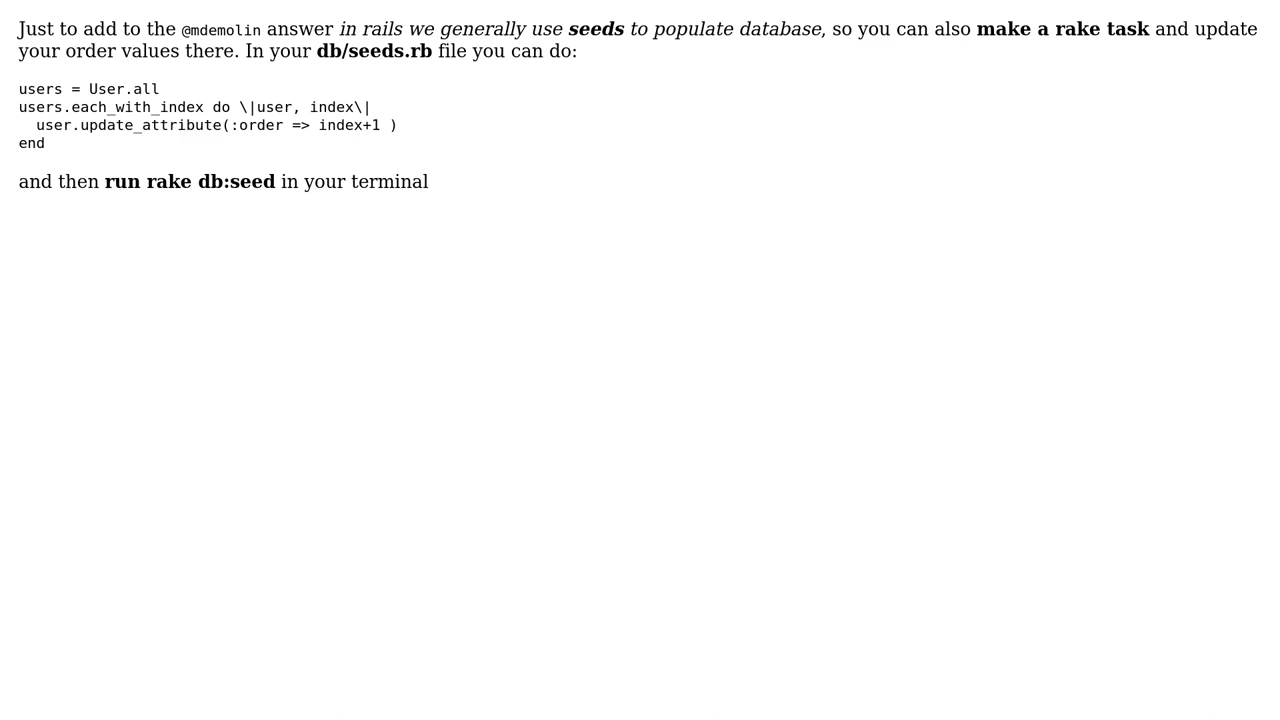 Just to add to the @mdemolin answer in rails we generally use seeds to populate database, so you can also make a rake task and update
your order values there. In your db/seeds.rb file you can do:
users = User.all
users.each_with_index do \|user, index\|
  user.update_attribute(:order => index+1 )
end
and then run rake db:seed in your terminal